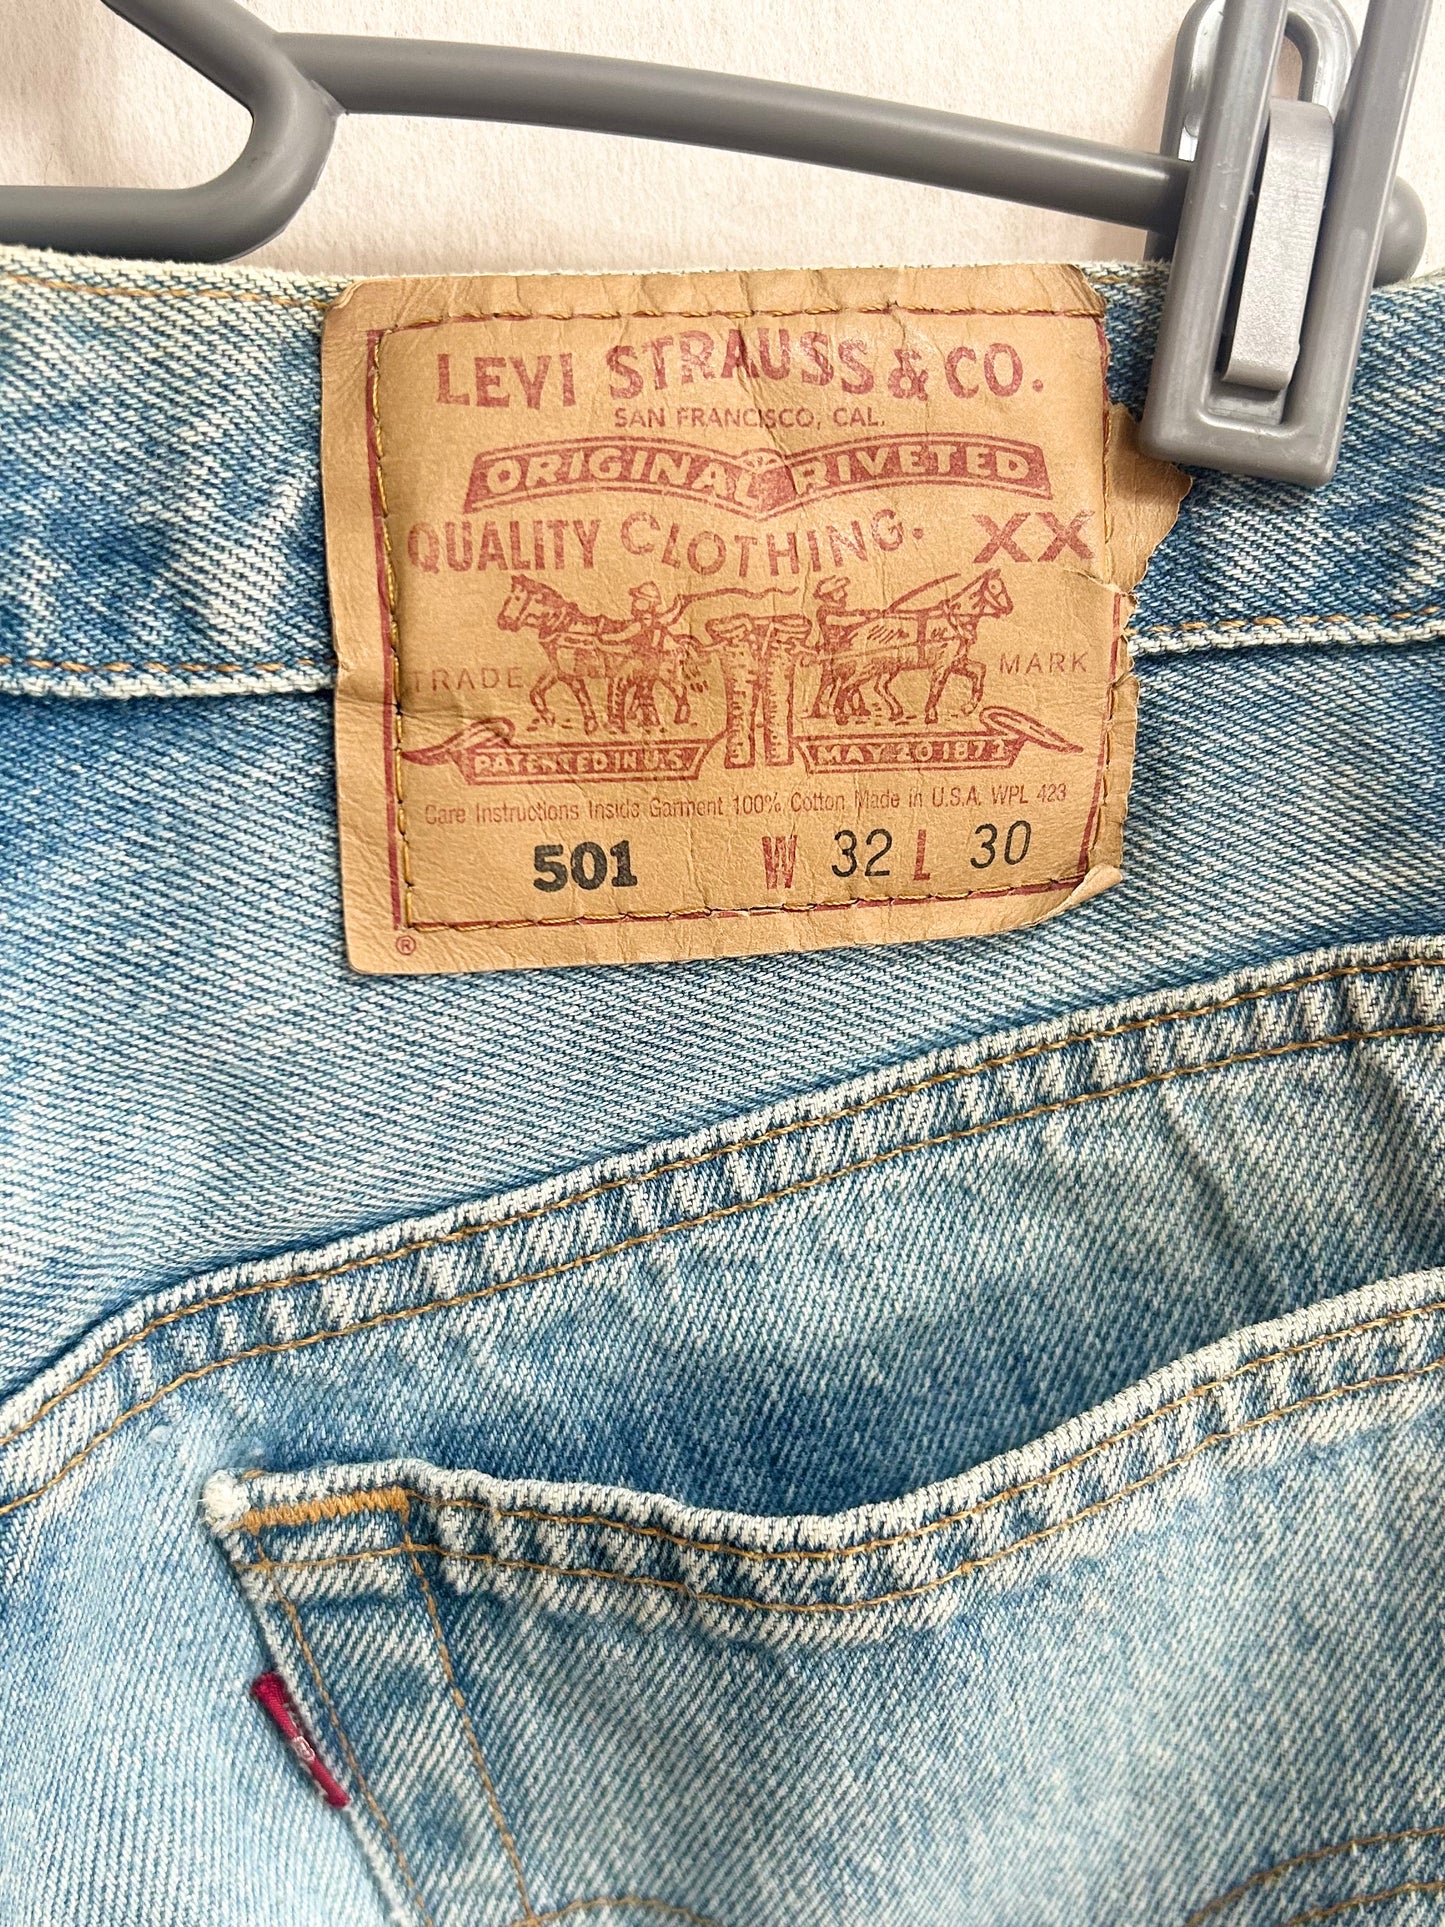 LEVI STRAUSS & CO.
SAN FRANCISCO, CAL.
ORIGINAL RIVETED
QUALITY CLOTHING. XX
TRADE MARK
PATENTED IN U.S. MAY 20 1873
Care Instructions Inside Garment 100% Cotton Made in U.S.A. WPL 423
501 W 32 L 30
®